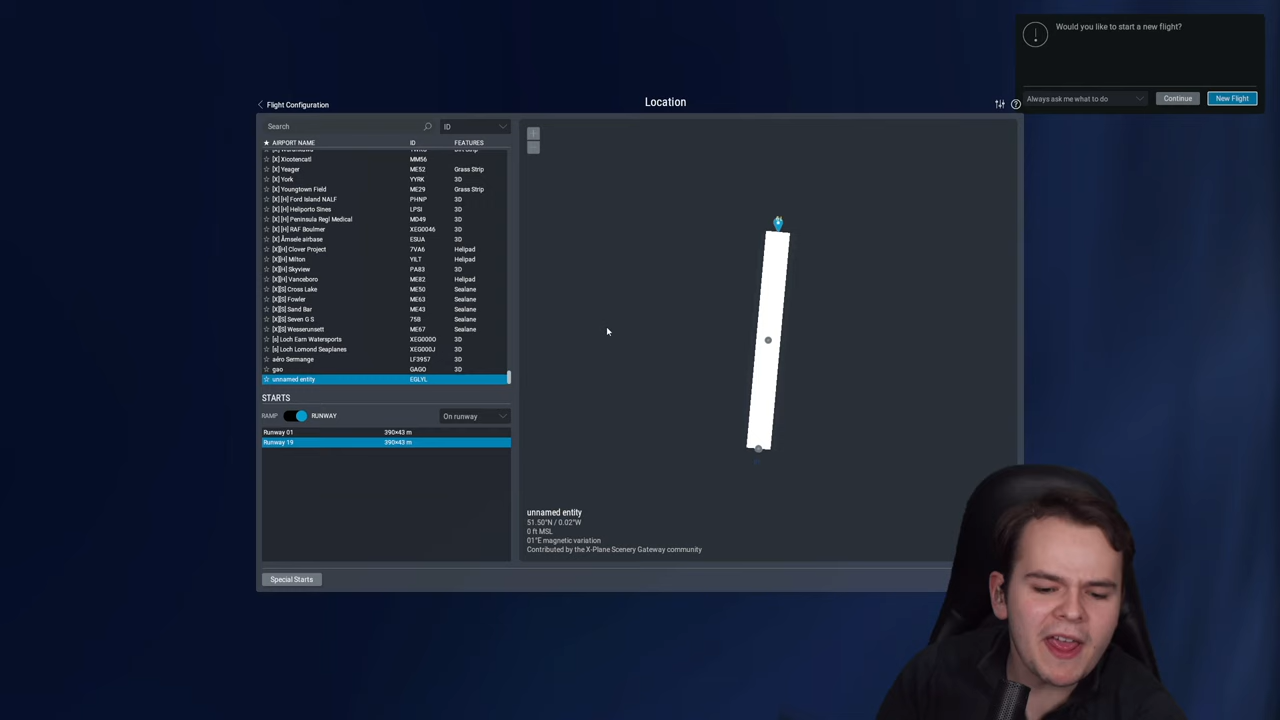 Would you like to start a new flight?
Always ask me what to do
Continue
New Flight
Flight Configuration
Location
Search
ID
AIRPORT NAME ID FEATURES
[X] Xicotencatl MM56
[X] Yeager ME52 Grass Strip
[X] York YYRK 3D
[X] Youngtown Field ME29 Grass Strip
[X] [H] Ford Island NALF PHNP 3D
[X] [H] Heliporto Sines LPSI 3D
[X] [H] Peninsula Regl Medical MD49 3D
[X] [H] RAF Boulmer XEG0046 3D
[X] Åmsele airbase ESUA 3D
[X][H] Clover Project 7VA6 Helipad
[X][H] Milton YILT Helipad
[X][H] Skyview PA83 3D
[X][H] Vanceboro ME82 Helipad
[X][S] Cross Lake ME50 Sealane
[X][S] Fowler ME63 Sealane
[X][S] Sand Bar ME43 Sealane
[X][S] Seven G S 75B Sealane
[X][S] Wesserunsett ME67 Sealane
[s] Loch Earn Watersports XEG000O 3D
[s] Loch Lomond Seaplanes XEG000J 3D
aéro Sermange LF3957 3D
gao GAGO 3D
unnamed entity EGLYL
STARTS
RAMP RUNWAY On runway
Runway 01 390×43 m
Runway 19 390×43 m
unnamed entity
51.50°N / 0.02°W
0 ft MSL
01°E magnetic variation
Contributed by the X-Plane Scenery Gateway community
Special Starts